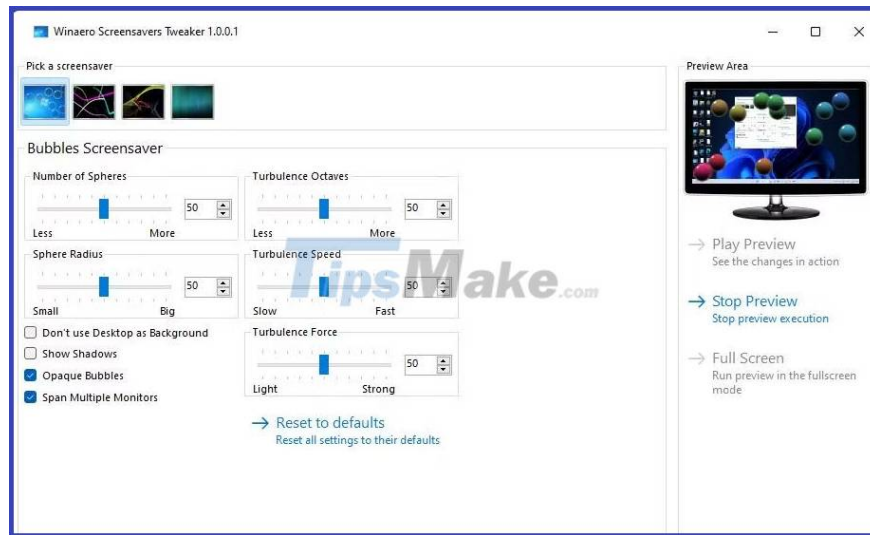 Winaero Screensavers Tweaker 1.0.0.1
Pick a screensaver
Preview Area
Bubbles Screensaver
Number of Spheres
50
Less More
Turbulence Octaves
50
Less More
Sphere Radius
50
Small Big
Turbulence Speed
50
Slow Fast
Don't use Desktop as Background
Show Shadows
Opaque Bubbles
Span Multiple Monitors
Turbulence Force
50
Light Strong
Reset to defaults
Reset all settings to their defaults
TipsMake.com
Play Preview
See the changes in action
Stop Preview
Stop preview execution
Full Screen
Run preview in the fullscreen
mode